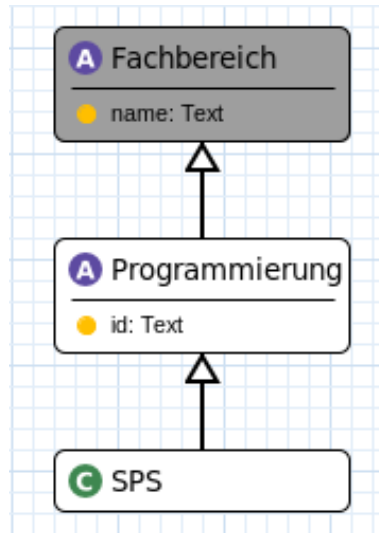 A Fachbereich
name: Text
A Programmierung
id: Text
C SPS